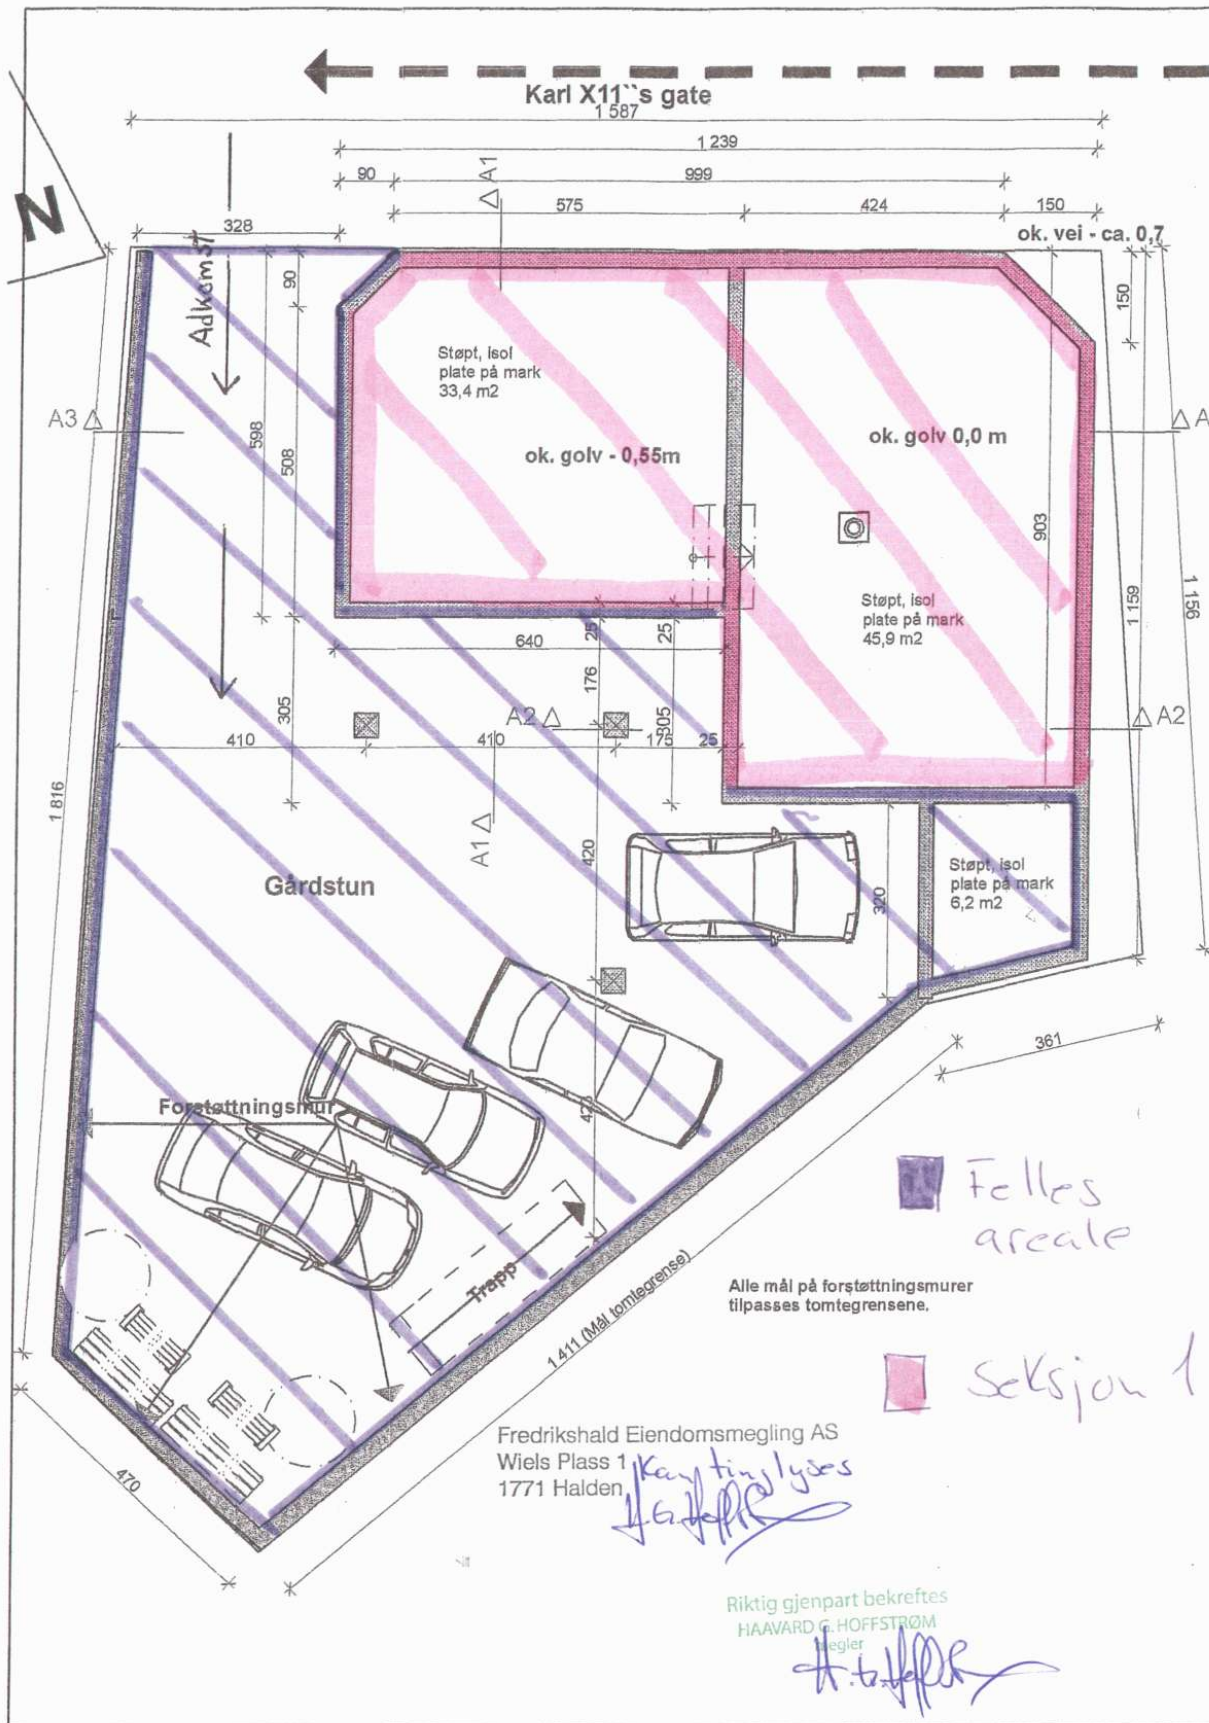 Karl X11``s gate
1 587
1 239
90
A1
999
575
424
150
328
ok. vei - ca. 0,7
N
Adkomst
90
150
Støpt, isol
plate på mark
33,4 m2
A3
A
598
508
ok. golv - 0,55m
ok. golv 0,0 m
903
1 159
1 156
Støpt, isol
plate på mark
45,9 m2
640
25
25
176
305
305
A2
A2
410
410
175
25
1 816
A1
420
Gårdstun
320
Støpt, isol
plate på mark
6,2 m2
361
Forstøttningsmur
Felles
areale
Trapp
Alle mål på forstøttningsmurer
tilpasses tomtegrensene.
1 411 (Mål tomtegrense)
Seksjon 1
470
Fredrikshald Eiendomsmegling AS
Wiels Plass 1
1771 Halden
Kan tinglyses
Riktig gjenpart bekreftes
HAAVARD G. HOFFSTRØM
megler